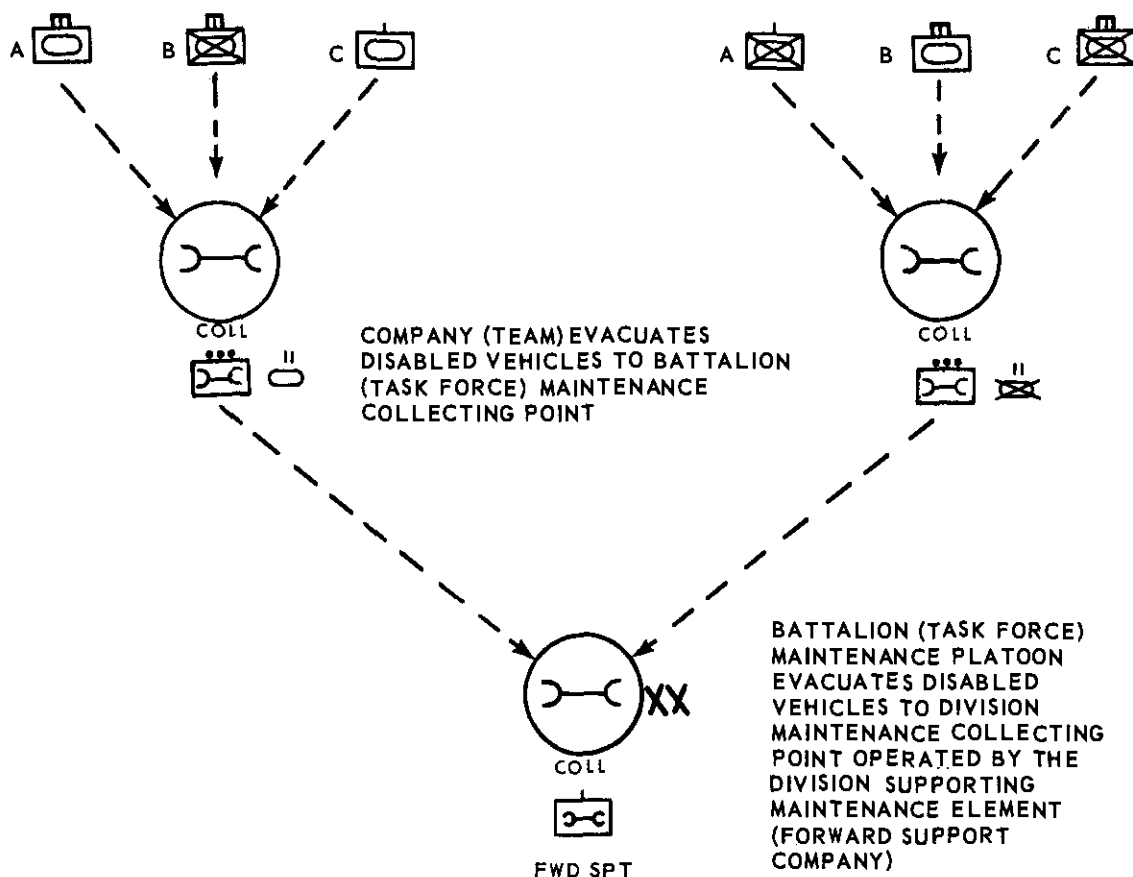 A
B
C
A
B
C
COLL
COLL
COMPANY (TEAM) EVACUATES
DISABLED VEHICLES TO BATTALION
(TASK FORCE) MAINTENANCE
COLLECTING POINT
XX
COLL
FWD SPT
BATTALION (TASK FORCE)
MAINTENANCE PLATOON
EVACUATES DISABLED
VEHICLES TO DIVISION
MAINTENANCE COLLECTING
POINT OPERATED BY THE
DIVISION SUPPORTING
MAINTENANCE ELEMENT
(FORWARD SUPPORT
COMPANY)